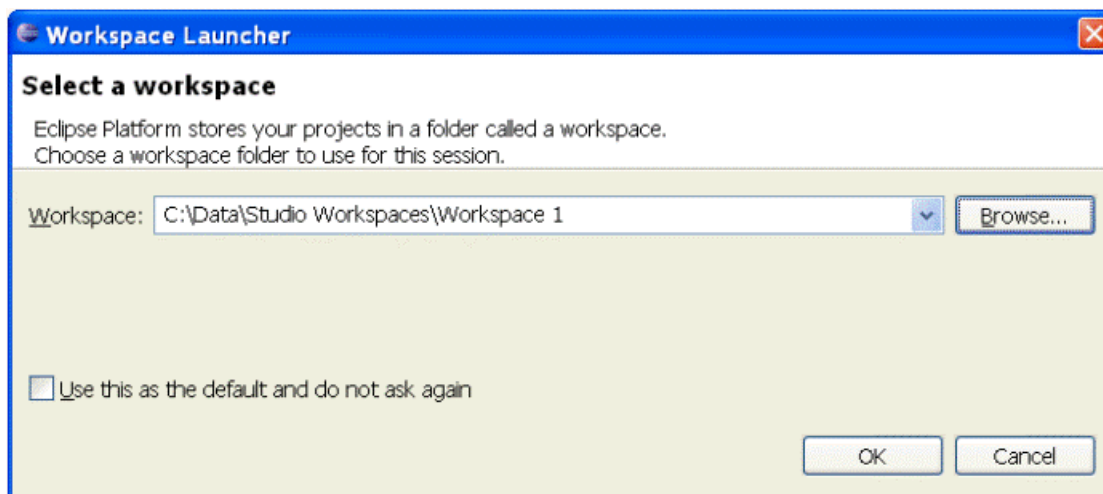 Workspace Launcher
Select a workspace
Eclipse Platform stores your projects in a folder called a workspace.
Choose a workspace folder to use for this session.
Workspace: C:\Data\Studio Workspaces\Workspace 1 Browse...
Use this as the default and do not ask again
OK Cancel